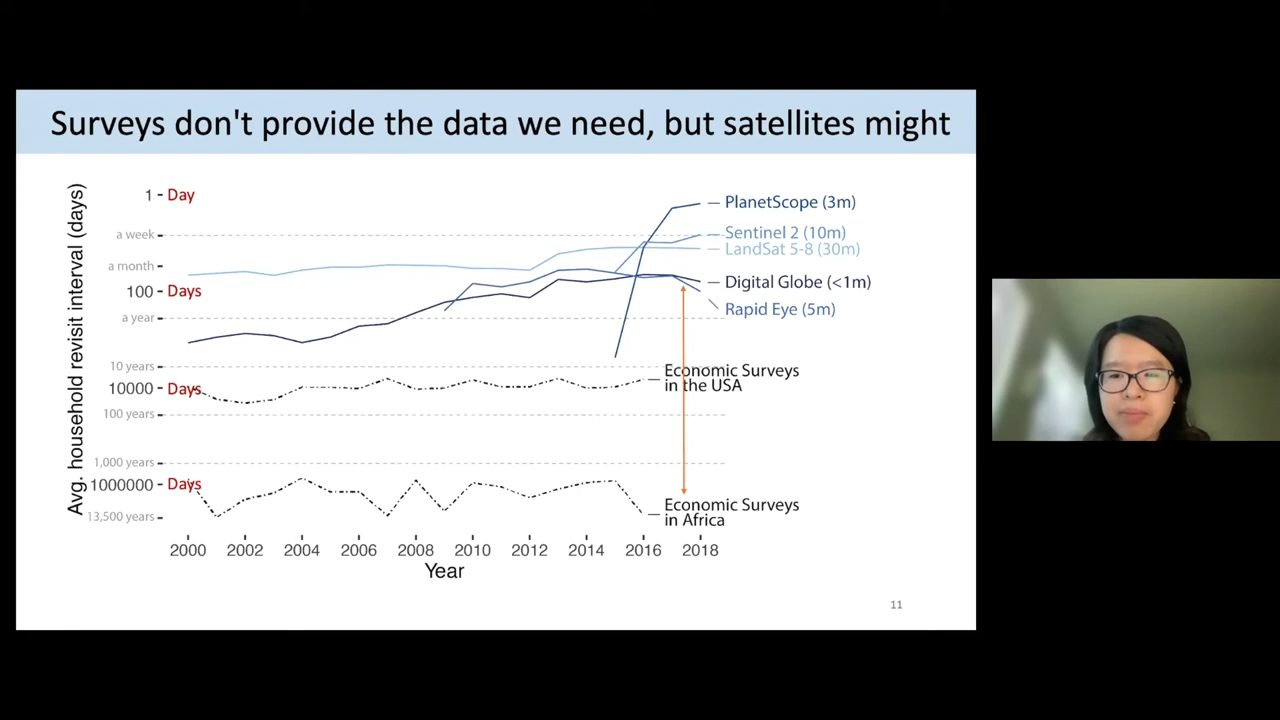 Surveys don't provide the data we need, but satellites might
Avg. household revisit interval (days)
1 Day
a week
a month
100 Days
a year
10 years
10000 Days
100 years
1,000 years
1000000 Days
13,500 years
PlanetScope (3m)
Sentinel 2 (10m)
LandSat 5-8 (30m)
Digital Globe (<1m)
Rapid Eye (5m)
Economic Surveys
in the USA
Economic Surveys
in Africa
2000 2002 2004 2006 2008 2010 2012 2014 2016 2018
Year
11